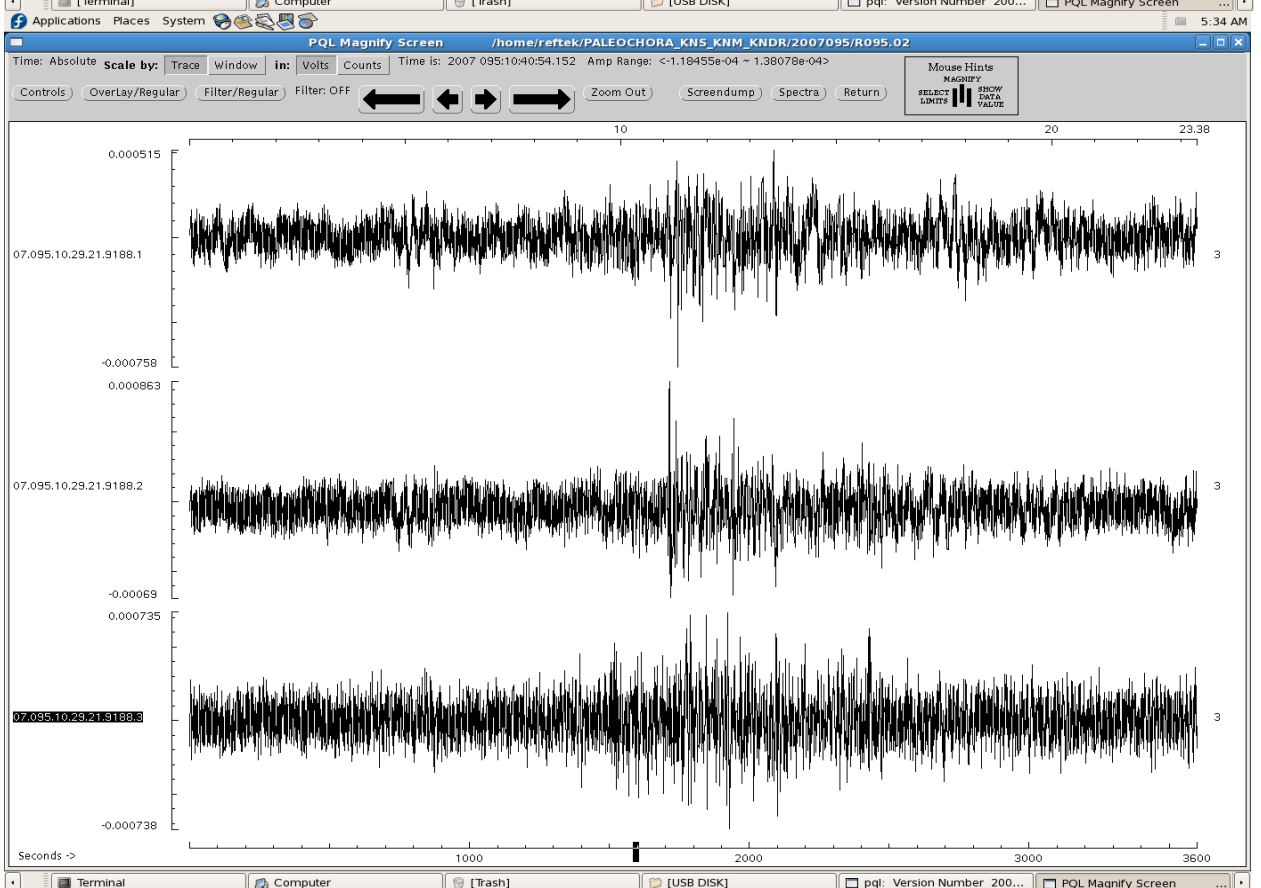 [Terminal] Computer [Trash] [USB DISK] pql: Version Number 200... PQL Magnify Screen ...
Applications Places System 5:34 AM
PQL Magnify Screen /home/reftek/PALEOCHORA_KNS_KNM_KNDR/2007095/R095.02
Time: Absolute Scale by: Trace Window in: Volts Counts Time is: 2007 095:10:40:54.152 Amp Range: <-1.18455e-04 ~ 1.38078e-04>
Controls OverLay/Regular Filter/Regular Filter: OFF Zoom Out Screendump Spectra Return
Mouse Hints
MAGNIFY
SELECT LIMITS SHOW DATA VALUE
10 20 23.38
0.000515
07.095.10.29.21.9188.1 3
-0.000758
0.000863
07.095.10.29.21.9188.2 3
-0.00069
0.000735
07.095.10.29.21.9188.3 3
-0.000738
Seconds -> 1000 2000 3000 3600
Terminal Computer [Trash] [USB DISK] pql: Version Number 200... PQL Magnify Screen ...